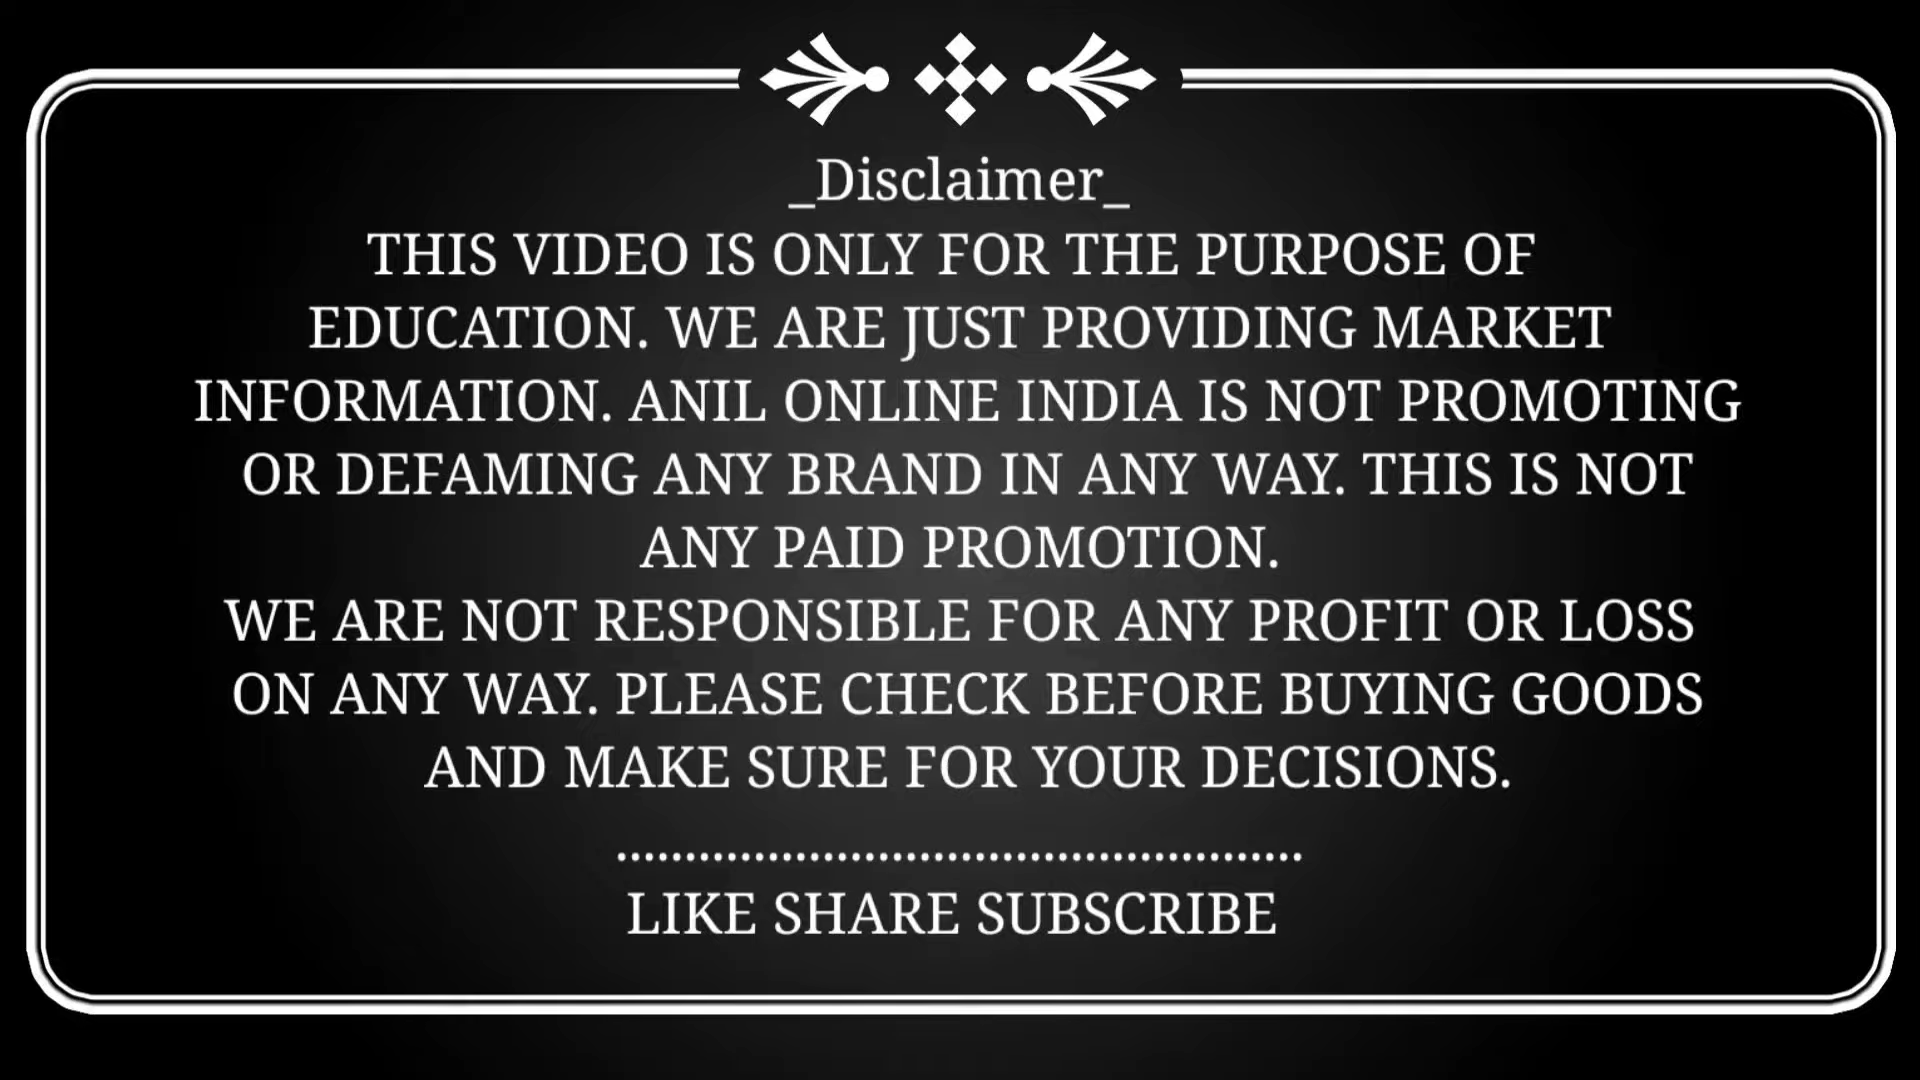 _Disclaimer_
THIS VIDEO IS ONLY FOR THE PURPOSE OF
EDUCATION. WE ARE JUST PROVIDING MARKET
INFORMATION. ANIL ONLINE INDIA IS NOT PROMOTING
OR DEFAMING ANY BRAND IN ANY WAY. THIS IS NOT
ANY PAID PROMOTION.
WE ARE NOT RESPONSIBLE FOR ANY PROFIT OR LOSS
ON ANY WAY. PLEASE CHECK BEFORE BUYING GOODS
AND MAKE SURE FOR YOUR DECISIONS.
..................................................
LIKE SHARE SUBSCRIBE